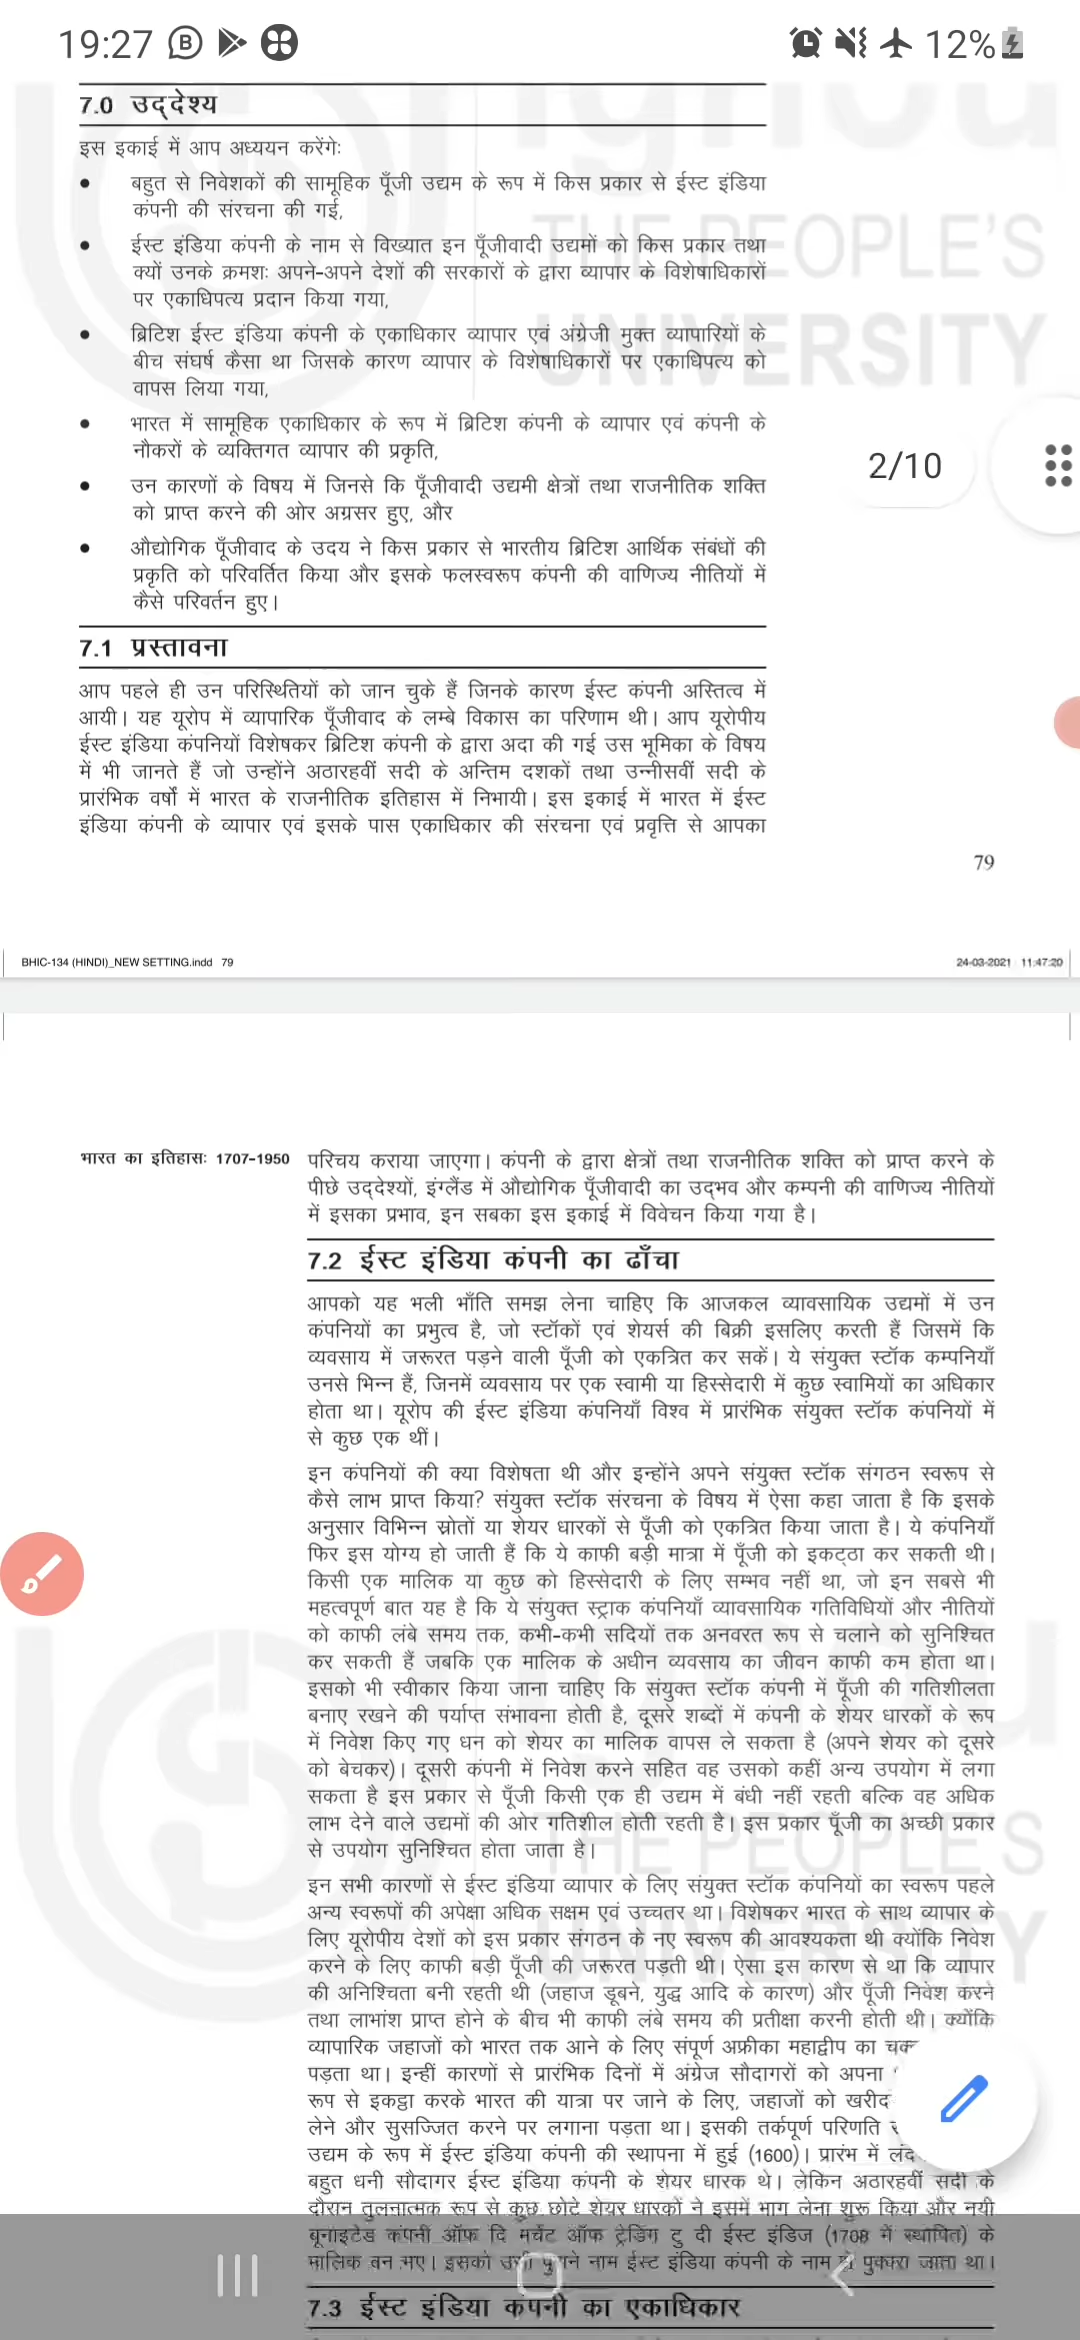 19:27
12%
7.0 उद्देश्य
इस इकाई में आप अध्ययन करेंगेः
• बहुत से निवेशकों की सामूहिक पूँजी उद्यम के रूप में किस प्रकार से ईस्ट इंडिया
कंपनी की संरचना की गई,
• ईस्ट इंडिया कंपनी के नाम से विख्यात इन पूँजीवादी उद्यमों को किस प्रकार तथा
क्यों उनके क्रमशः अपने-अपने देशों की सरकारों के द्वारा व्यापार के विशेषाधिकारों
पर एकाधिपत्य प्रदान किया गया,
• ब्रिटिश ईस्ट इंडिया कंपनी के एकाधिकार व्यापार एवं अंग्रेजी मुक्त व्यापारियों के
बीच संघर्ष कैसा था जिसके कारण व्यापार के विशेषाधिकारों पर एकाधिपत्य को
वापस लिया गया,
• भारत में सामूहिक एकाधिकार के रूप में ब्रिटिश कंपनी के व्यापार एवं कंपनी के
नौकरों के व्यक्तिगत व्यापार की प्रकृति,
2/10
• उन कारणों के विषय में जिनसे कि पूँजीवादी उद्यमी क्षेत्रों तथा राजनीतिक शक्ति
को प्राप्त करने की ओर अग्रसर हुए, और
• औद्योगिक पूँजीवाद के उदय ने किस प्रकार से भारतीय ब्रिटिश आर्थिक संबंधों की
प्रकृति को परिवर्तित किया और इसके फलस्वरूप कंपनी की वाणिज्य नीतियों में
कैसे परिवर्तन हुए।
7.1 प्रस्तावना
आप पहले ही उन परिस्थितियों को जान चुके हैं जिनके कारण ईस्ट कंपनी अस्तित्व में
आयी। यह यूरोप में व्यापारिक पूँजीवाद के लम्बे विकास का परिणाम थी। आप यूरोपीय
ईस्ट इंडिया कंपनियों विशेषकर ब्रिटिश कंपनी के द्वारा अदा की गई उस भूमिका के विषय
में भी जानते हैं जो उन्होंने अठारहवीं सदी के अन्तिम दशकों तथा उन्नीसवीं सदी के
प्रारंभिक वर्षों में भारत के राजनीतिक इतिहास में निभायी। इस इकाई में भारत में ईस्ट
इंडिया कंपनी के व्यापार एवं इसके पास एकाधिकार की संरचना एवं प्रवृत्ति से आपका
79
BHIC-134 (HINDI)_NEW SETTING.indd 79
24-03-2021 11:47:20
भारत का इतिहासः 1707-1950
परिचय कराया जाएगा। कंपनी के द्वारा क्षेत्रों तथा राजनीतिक शक्ति को प्राप्त करने के
पीछे उद्देश्यों, इंग्लैंड में औद्योगिक पूँजीवादी का उद्भव और कम्पनी की वाणिज्य नीतियों
में इसका प्रभाव, इन सबका इस इकाई में विवेचन किया गया है।
7.2 ईस्ट इंडिया कंपनी का ढाँचा
आपको यह भली भाँति समझ लेना चाहिए कि आजकल व्यावसायिक उद्यमों में उन
कंपनियों का प्रभुत्व है, जो स्टॉकों एवं शेयर्स की बिक्री इसलिए करती हैं जिसमें कि
व्यवसाय में जरूरत पड़ने वाली पूँजी को एकत्रित कर सकें। ये संयुक्त स्टॉक कम्पनियाँ
उनसे भिन्न हैं, जिनमें व्यवसाय पर एक स्वामी या हिस्सेदारी में कुछ स्वामियों का अधिकार
होता था। यूरोप की ईस्ट इंडिया कंपनियाँ विश्व में प्रारंभिक संयुक्त स्टॉक कंपनियों में
से कुछ एक थीं।
इन कंपनियों की क्या विशेषता थी और इन्होंने अपने संयुक्त स्टॉक संगठन स्वरूप से
कैसे लाभ प्राप्त किया? संयुक्त स्टॉक संरचना के विषय में ऐसा कहा जाता है कि इसके
अनुसार विभिन्न स्रोतों या शेयर धारकों से पूँजी को एकत्रित किया जाता है। ये कंपनियाँ
फिर इस योग्य हो जाती हैं कि ये काफी बड़ी मात्रा में पूँजी को इकट्ठा कर सकती थी।
किसी एक मालिक या कुछ को हिस्सेदारी के लिए सम्भव नहीं था, जो इन सबसे भी
महत्वपूर्ण बात यह है कि ये संयुक्त स्ट्राक कंपनियाँ व्यावसायिक गतिविधियों और नीतियों
को काफी लंबे समय तक, कभी-कभी सदियों तक अनवरत रूप से चलाने को सुनिश्चित
कर सकती हैं जबकि एक मालिक के अधीन व्यवसाय का जीवन काफी कम होता था।
इसको भी स्वीकार किया जाना चाहिए कि संयुक्त स्टॉक कंपनी में पूँजी की गतिशीलता
बनाए रखने की पर्याप्त संभावना होती है, दूसरे शब्दों में कंपनी के शेयर धारकों के रूप
में निवेश किए गए धन को शेयर का मालिक वापस ले सकता है (अपने शेयर को दूसरे
को बेचकर)। दूसरी कंपनी में निवेश करने सहित वह उसको कहीं अन्य उपयोग में लगा
सकता है इस प्रकार से पूँजी किसी एक ही उद्यम में बंधी नहीं रहती बल्कि वह अधिक
लाभ देने वाले उद्यमों की ओर गतिशील होती रहती है। इस प्रकार पूँजी का अच्छी प्रकार
से उपयोग सुनिश्चित होता जाता है।
इन सभी कारणों से ईस्ट इंडिया व्यापार के लिए संयुक्त स्टॉक कंपनियों का स्वरूप पहले
अन्य स्वरूपों की अपेक्षा अधिक सक्षम एवं उच्चतर था। विशेषकर भारत के साथ व्यापार के
लिए यूरोपीय देशों को इस प्रकार संगठन के नए स्वरूप की आवश्यकता थी क्योंकि निवेश
करने के लिए काफी बड़ी पूँजी की जरूरत पड़ती थी। ऐसा इस कारण से था कि व्यापार
की अनिश्चिता बनी रहती थी (जहाज डूबने, युद्ध आदि के कारण) और पूँजी निवेश करने
तथा लाभांश प्राप्त होने के बीच भी काफी लंबे समय की प्रतीक्षा करनी होती थी। क्योंकि
व्यापारिक जहाजों को भारत तक आने के लिए संपूर्ण अफ्रीका महाद्वीप का
पड़ता था। इन्हीं कारणों से प्रारंभिक दिनों में अंग्रेज सौदागरों को अपना
रूप से इकट्ठा करके भारत की यात्रा पर जाने के लिए, जहाजों को खरीद
लेने और सुसज्जित करने पर लगाना पड़ता था। इसकी तर्कपूर्ण परिणति
उद्यम के रूप में ईस्ट इंडिया कंपनी की स्थापना में हुई (1600)। प्रारंभ में
बहुत धनी सौदागर ईस्ट इंडिया कंपनी के शेयर धारक थे। लेकिन अठारहवीं सदी के
दौरान तुलनात्मक रूप से कुछ छोटे शेयर धारकों ने इसमें भाग लेना शुरू किया और नयी
यूनाइटेड कंपनी ऑफ दि मर्चेंट ऑफ ट्रेडिंग टु दी ईस्ट इंडिज (1708 में स्थापित) के
मालिक बन गए। इसको उसी पुराने नाम ईस्ट इंडिया कंपनी के नाम से पुकारा जाता था।
7.3 ईस्ट इंडिया कंपनी का एकाधिकार
ignou
THE PEOPLE'S
UNIVERSITY
ignou
THE PEOPLE'S
UNIVERSITY